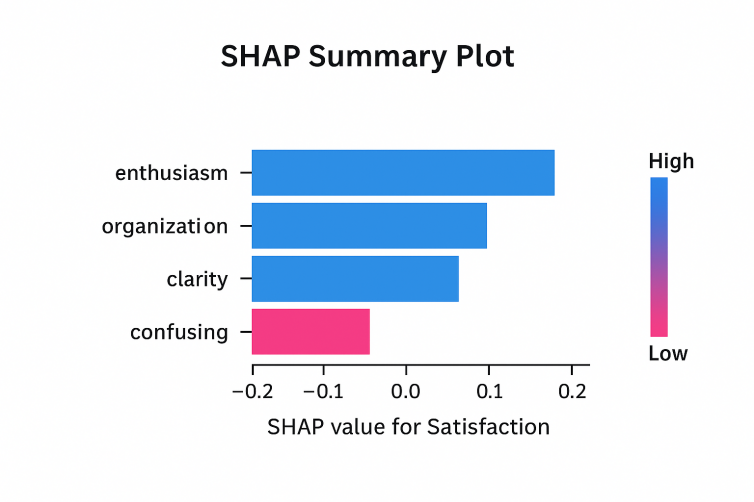 SHAP Summary Plot
High
enthusiasm
organization
clarity
confusing
Low
−0.2 −0.1 0.0 0.1 0.2
SHAP value for Satisfaction